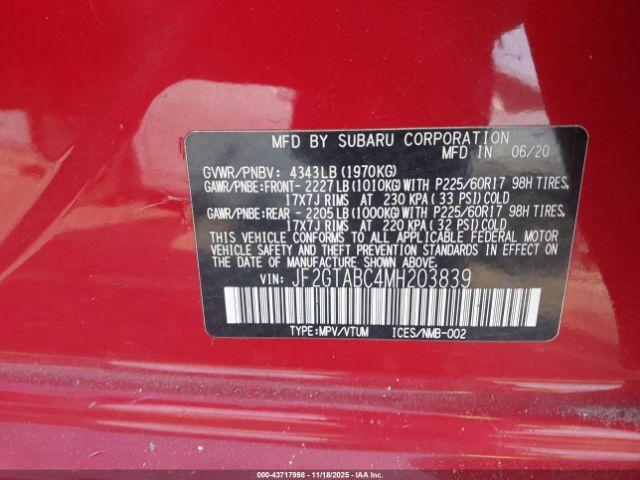 MFD BY SUBARU CORPORATION
MFD IN 06/20
GVWR/PNBV: 4343LB (1970KG)
GAWR/PNBE:FRONT- 2227LB(1010KG)WITH P225/60R17 98H TIRES,
17X7J RIMS AT 230 KPA(33 PSI)COLD
GAWR/PNBE:REAR - 2205LB(1000KG)WITH P225/60R17 98H TIRES,
17X7J RIMS AT 220 KPA(32 PSI)COLD
THIS VEHICLE CONFORMS TO ALL APPLICABLE FEDERAL MOTOR
VEHICLE SAFETY, BUMPER, AND THEFT PREVENTION STANDARDS
IN EFFECT ON THE DATE OF MANUFACTURE SHOWN ABOVE.
VIN: JF2GTABC4MH203839
TYPE:MPV/VTUM ICES/NMB-002
000-43717998 - 11/18/2025 - IAAI.COM